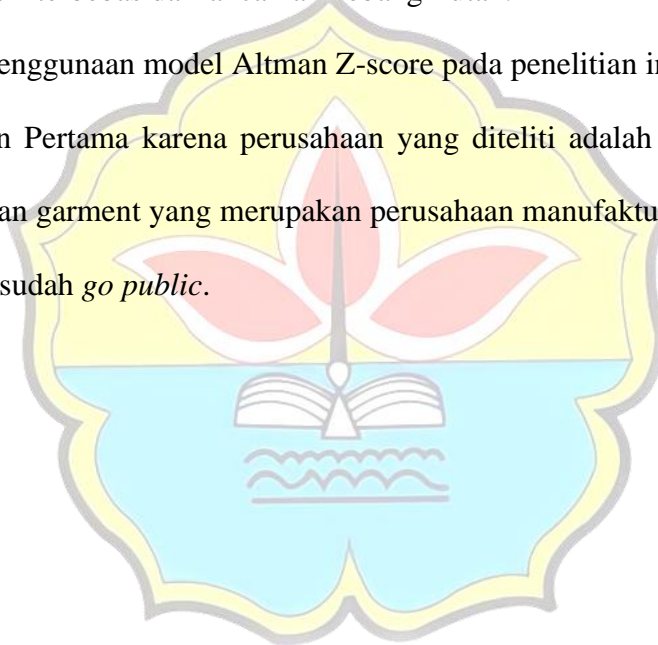 enggunaan model Altman Z-score pada penelitian in
n Pertama karena perusahaan yang diteliti adalah
an garment yang merupakan perusahaan manufaktu
sudah go public.